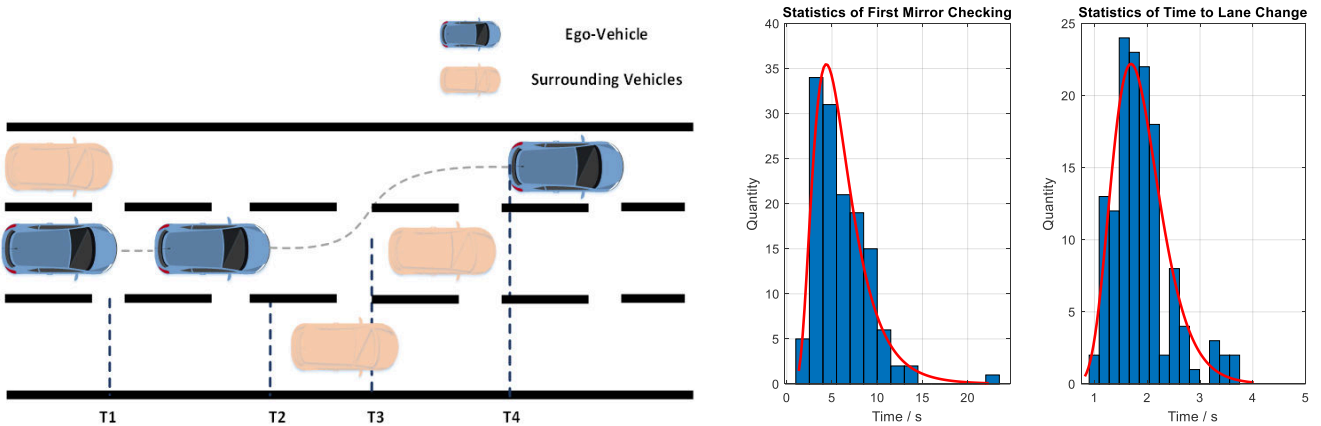 Ego-Vehicle
Surrounding Vehicles
T1 T2 T3 T4
Statistics of First Mirror Checking
Quantity
40
35
30
25
20
15
10
5
0
0 5 10 15 20
Time / s
Statistics of Time to Lane Change
Quantity
25
20
15
10
5
0
1 2 3 4 5
Time / s